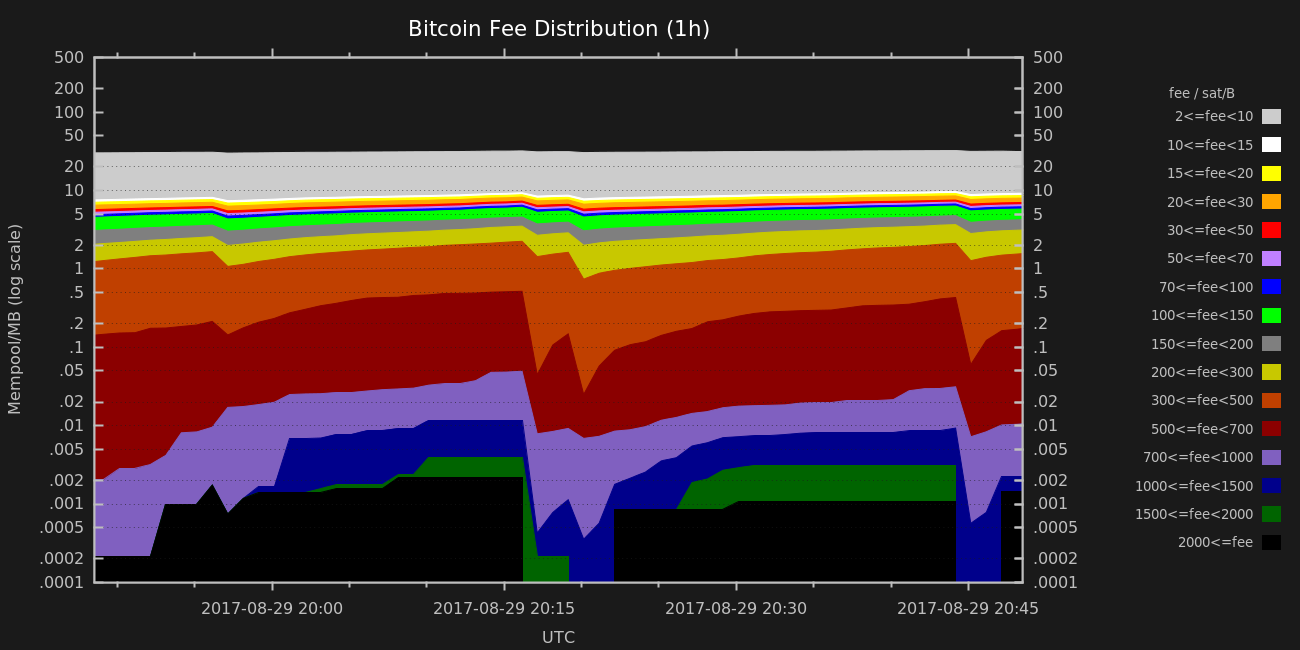 Bitcoin Fee Distribution (1h)
500
200
100
50
20
10
5
2
1
.5
.2
.1
.05
.02
.01
.005
.002
.001
.0005
.0002
.0001
Mempool/MB (log scale)
500
200
100
50
20
10
5
2
1
.5
.2
.1
.05
.02
.01
.005
.002
.001
.0005
.0002
.0001
2017-08-29 20:00 2017-08-29 20:15 2017-08-29 20:30 2017-08-29 20:45
UTC
fee / sat/B
2<=fee<10
10<=fee<15
15<=fee<20
20<=fee<30
30<=fee<50
50<=fee<70
70<=fee<100
100<=fee<150
150<=fee<200
200<=fee<300
300<=fee<500
500<=fee<700
700<=fee<1000
1000<=fee<1500
1500<=fee<2000
2000<=fee